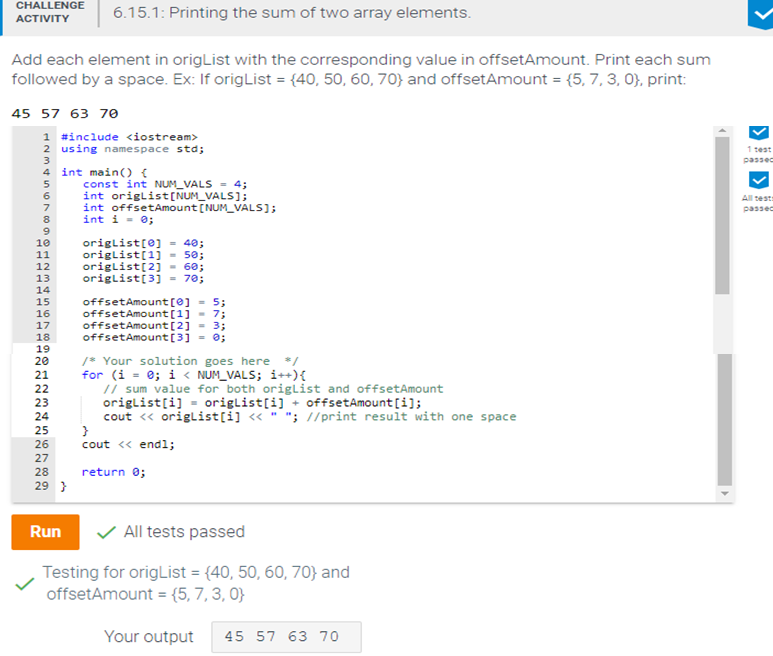 CHALLENGE
ACTIVITY
6.15.1: Printing the sum of two array elements.
Add each element in origList with the corresponding value in offsetAmount. Print each sum
followed by a space. Ex: If origList = {40, 50, 60, 70} and offsetAmount = {5, 7, 3, 0}, print:
45 57 63 70
1 #include <iostream>
2 using namespace std;
3
4 int main() {
5 const int NUM_VALS = 4;
6 int origList[NUM_VALS];
7 int offsetAmount[NUM_VALS];
8 int i = 0;
9
10 origList[0] = 40;
11 origList[1] = 50;
12 origList[2] = 60;
13 origList[3] = 70;
14
15 offsetAmount[0] = 5;
16 offsetAmount[1] = 7;
17 offsetAmount[2] = 3;
18 offsetAmount[3] = 0;
19
20 /* Your solution goes here */
21 for (i = 0; i < NUM_VALS; i++){
22 // sum value for both origList and offsetAmount
23 origList[i] = origList[i] + offsetAmount[i];
24 cout << origList[i] << " "; //print result with one space
25 }
26 cout << endl;
27
28 return 0;
29 }
1 test
passed
All tests
passed
Run
All tests passed
Testing for origList = {40, 50, 60, 70} and
offsetAmount = {5, 7, 3, 0}
Your output
45 57 63 70